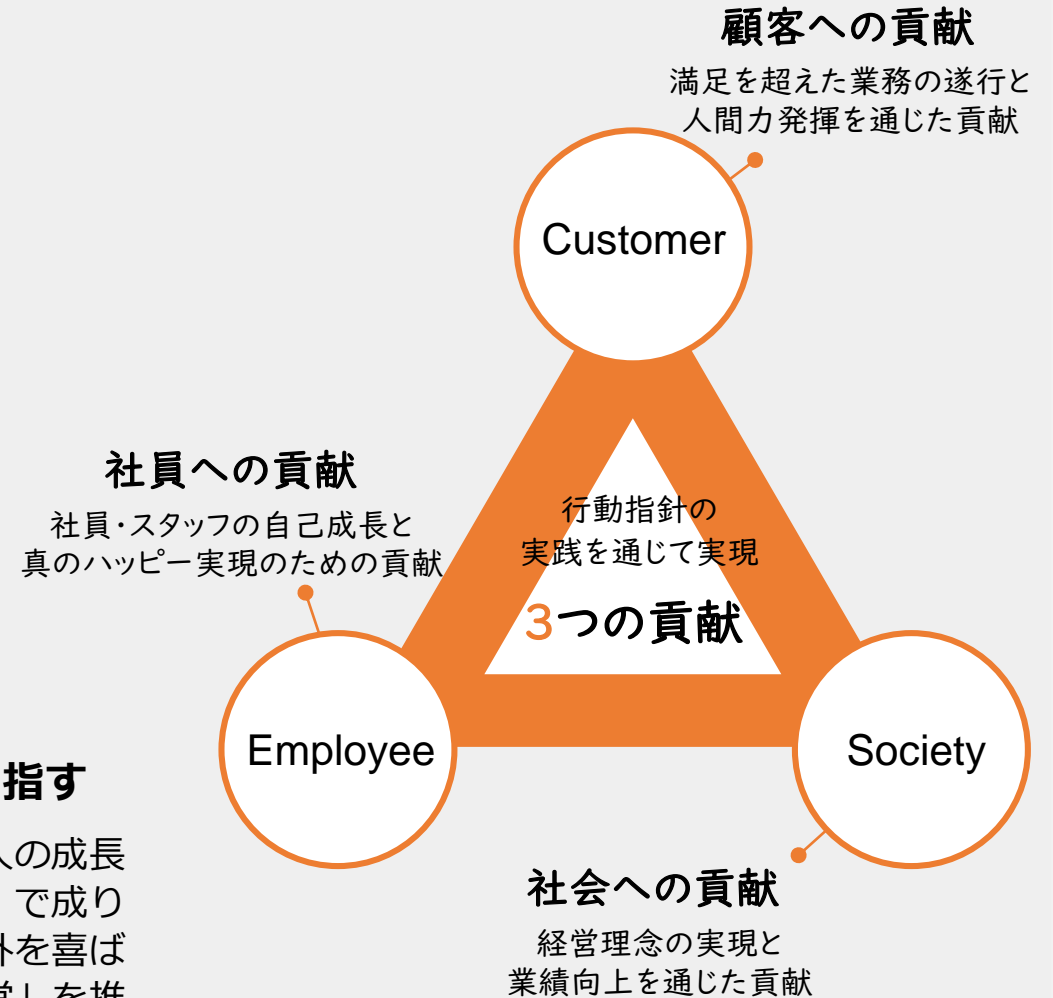 顧客への貢献
満足を超えた業務の遂行と
人間力発揮を通じた貢献
Customer
社員への貢献
社員・スタッフの自己成長と
真のハッピー実現のための貢献
行動指針の
実践を通じて実現
3つの貢献
Employee
Society
指す
人の成長
で成り
外を喜ば
営」を推
社会への貢献
経営理念の実現と
業績向上を通じた貢献